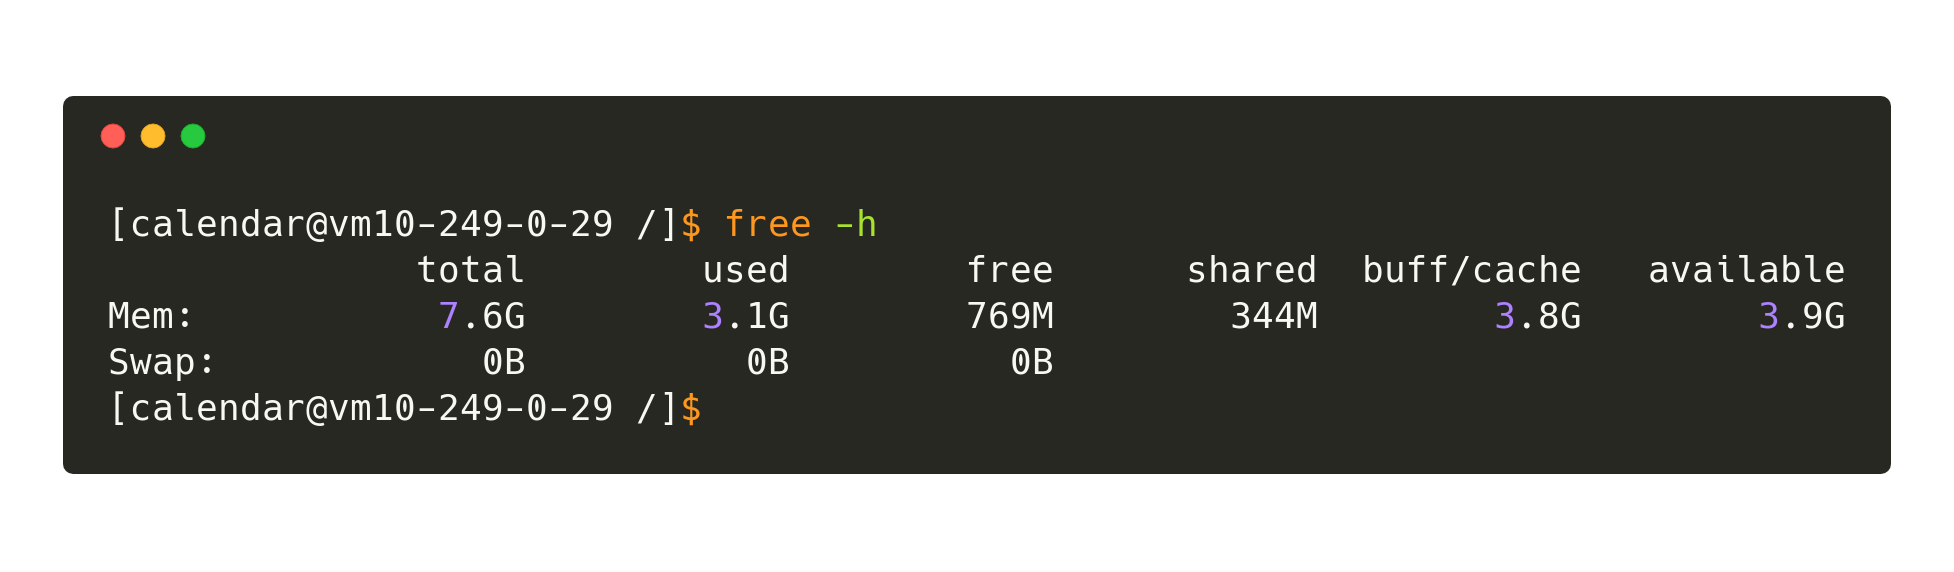 [calendar@vm10-249-0-29 /]$ free -h
              total        used        free      shared  buff/cache   available
Mem:           7.6G        3.1G        769M        344M        3.8G        3.9G
Swap:            0B          0B          0B
[calendar@vm10-249-0-29 /]$